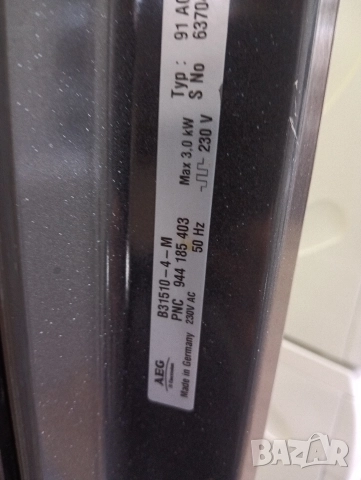 AEG
Electrolux
Made in Germany
B31510-4-M
PNC 944 185 403
230V AC
50 Hz
Max 3.0 kW
230 V
Typ : 91 A
S No 6370
BAZAR